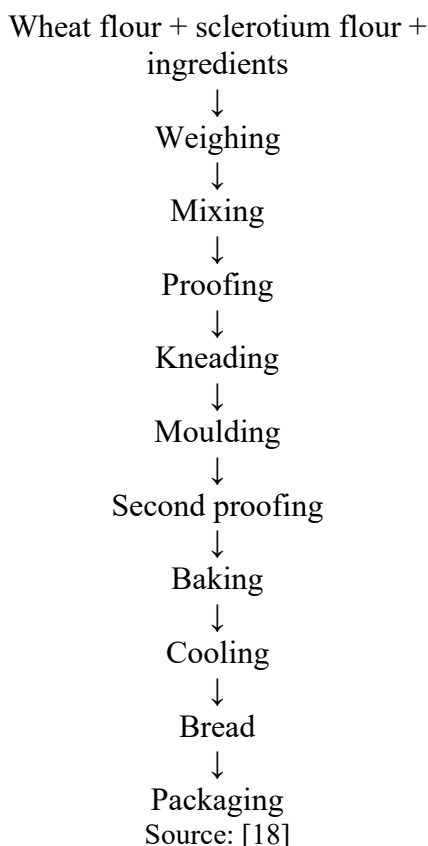 Wheat flour + sclerotium flour +
ingredients
↓
Weighing
↓
Mixing
↓
Proofing
↓
Kneading
↓
Moulding
↓
Second proofing
↓
Baking
↓
Cooling
↓
Bread
↓
Packaging
Source: [18]